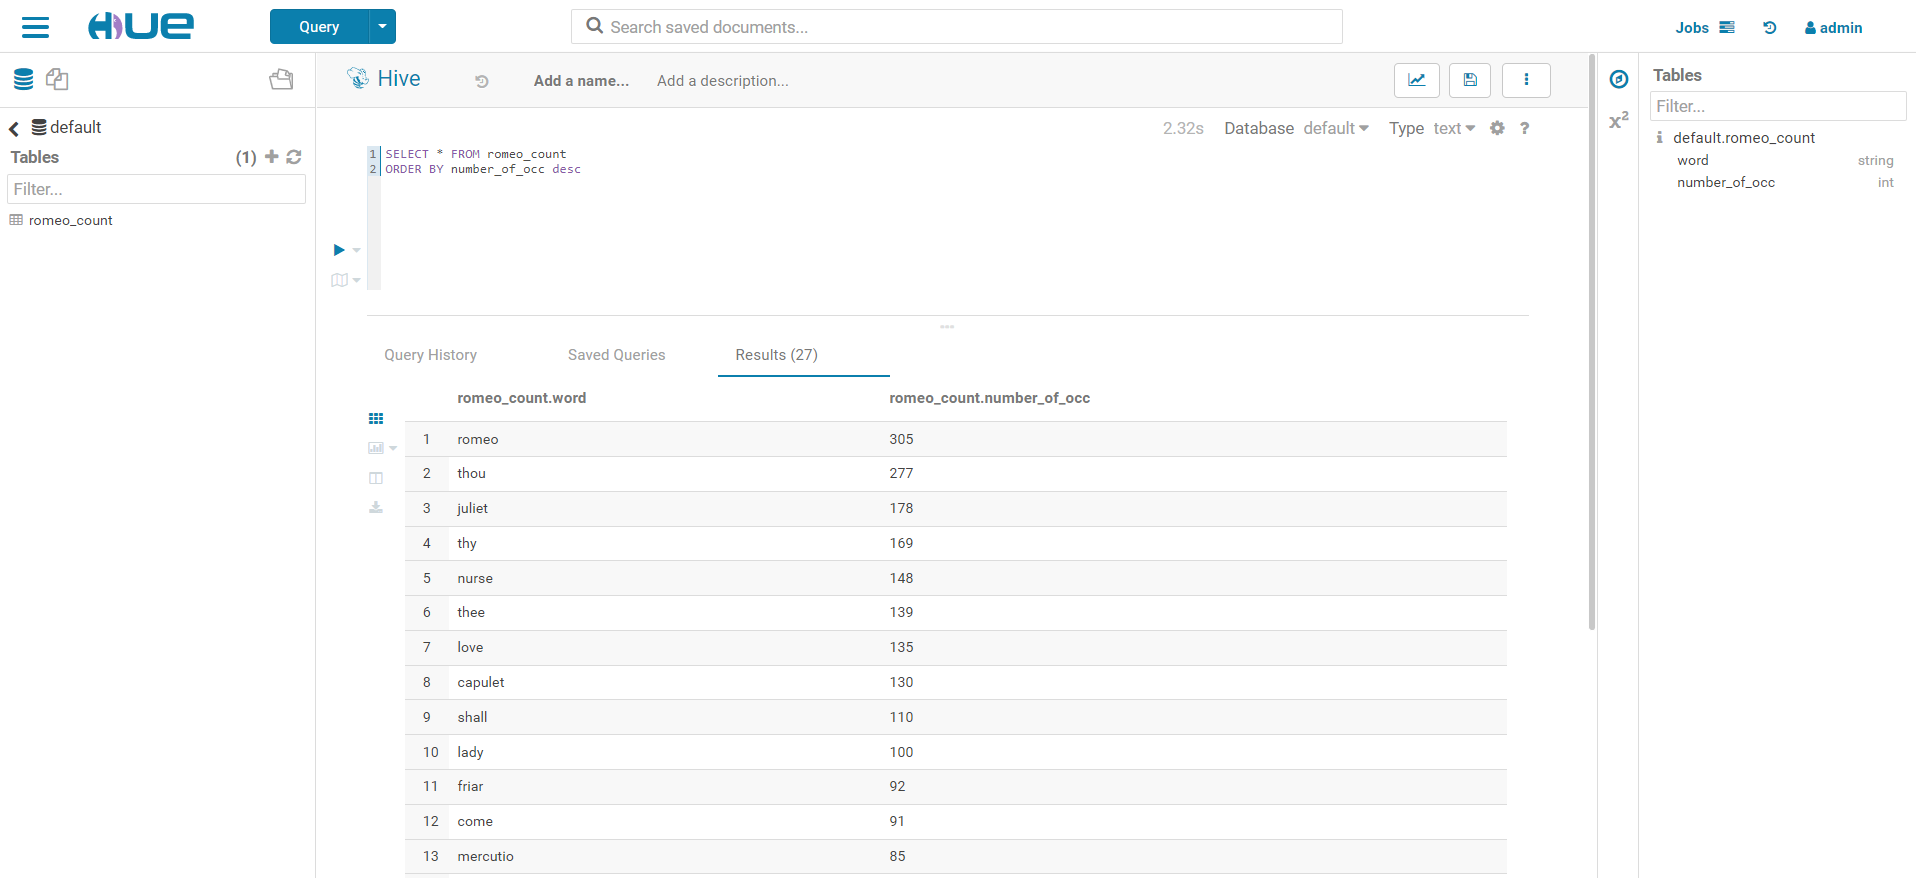 HUE
Query
Search saved documents...
Jobs
admin
Hive
Add a name...
Add a description...
default
Tables
(1)
Filter...
romeo_count
2.32s
Database default
Type text
?
1 SELECT * FROM romeo_count
2 ORDER BY number_of_occ desc
Query History
Saved Queries
Results (27)
romeo_count.word romeo_count.number_of_occ
1 romeo 305
2 thou 277
3 juliet 178
4 thy 169
5 nurse 148
6 thee 139
7 love 135
8 capulet 130
9 shall 110
10 lady 100
11 friar 92
12 come 91
13 mercutio 85
x²
Tables
Filter...
default.romeo_count
word string
number_of_occ int